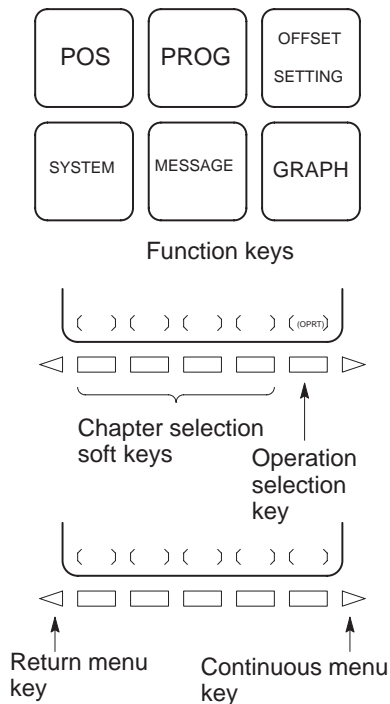 POS PROG OFFSET
SETTING
SYSTEM MESSAGE GRAPH
Function keys
( ) ( ) ( ) ( ) ( (OPRT) )
Chapter selection
soft keys
Operation
selection
key
( ) ( ) ( ) ( ) ( )
Return menu
key
Continuous menu
key